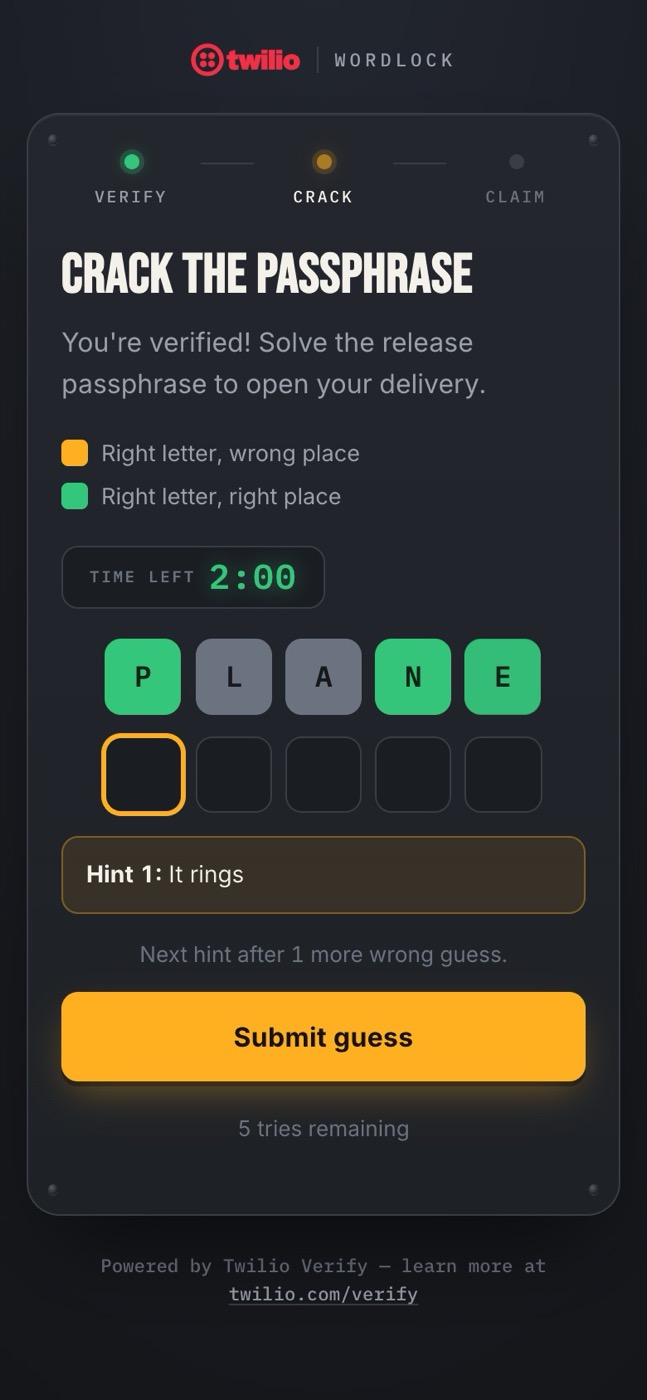 twilio WORDLOCK
VERIFY CRACK CLAIM
CRACK THE PASSPHRASE
You're verified! Solve the release
passphrase to open your delivery.
Right letter, wrong place
Right letter, right place
TIME LEFT 2:00
P L A N E
Hint 1: It rings
Next hint after 1 more wrong guess.
Submit guess
5 tries remaining
Powered by Twilio Verify — learn more at
twilio.com/verify